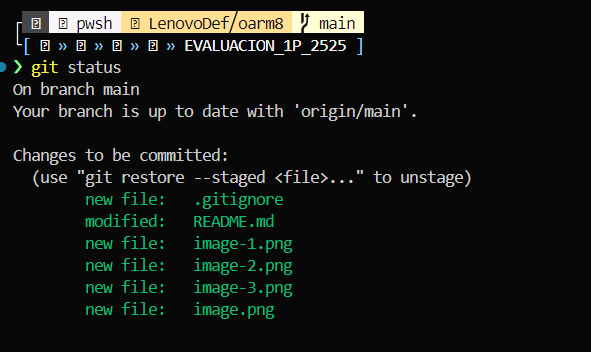 pwsh LenovoDef/oarm8 main
[ » » » » EVALUACION_1P_2525 ]
❯ git status
On branch main
Your branch is up to date with 'origin/main'.
Changes to be committed:
(use "git restore --staged <file>..." to unstage)
new file: .gitignore
modified: README.md
new file: image-1.png
new file: image-2.png
new file: image-3.png
new file: image.png